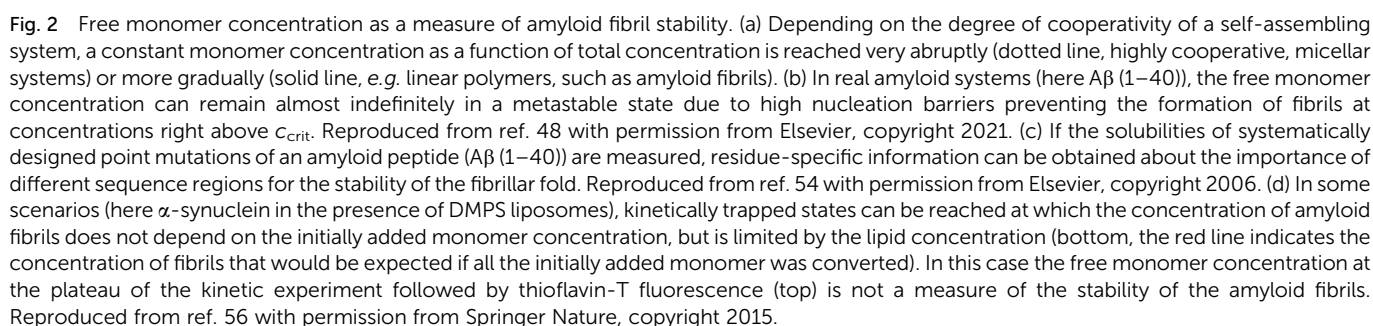 Fig. 2 Free monomer concentration as a measure of amyloid fibril stability. (a) Depending on the degree of cooperativity of a self-assembling
system, a constant monomer concentration as a function of total concentration is reached very abruptly (dotted line, highly cooperative, micellar
systems) or more gradually (solid line, e.g. linear polymers, such as amyloid fibrils). (b) In real amyloid systems (here Aβ (1–40)), the free monomer
concentration can remain almost indefinitely in a metastable state due to high nucleation barriers preventing the formation of fibrils at
concentrations right above ccrit. Reproduced from ref. 48 with permission from Elsevier, copyright 2021. (c) If the solubilities of systematically
designed point mutations of an amyloid peptide (Aβ (1–40)) are measured, residue-specific information can be obtained about the importance of
different sequence regions for the stability of the fibrillar fold. Reproduced from ref. 54 with permission from Elsevier, copyright 2006. (d) In some
scenarios (here α-synuclein in the presence of DMPS liposomes), kinetically trapped states can be reached at which the concentration of amyloid
fibrils does not depend on the initially added monomer concentration, but is limited by the lipid concentration (bottom, the red line indicates the
concentration of fibrils that would be expected if all the initially added monomer was converted). In this case the free monomer concentration at
the plateau of the kinetic experiment followed by thioflavin-T fluorescence (top) is not a measure of the stability of the amyloid fibrils.
Reproduced from ref. 56 with permission from Springer Nature, copyright 2015.